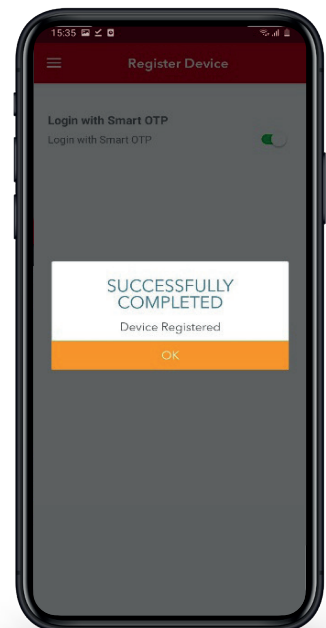 15:35
Register Device
Login with Smart OTP
Login with Smart OTP
SUCCESSFULLY
COMPLETED
Device Registered
OK